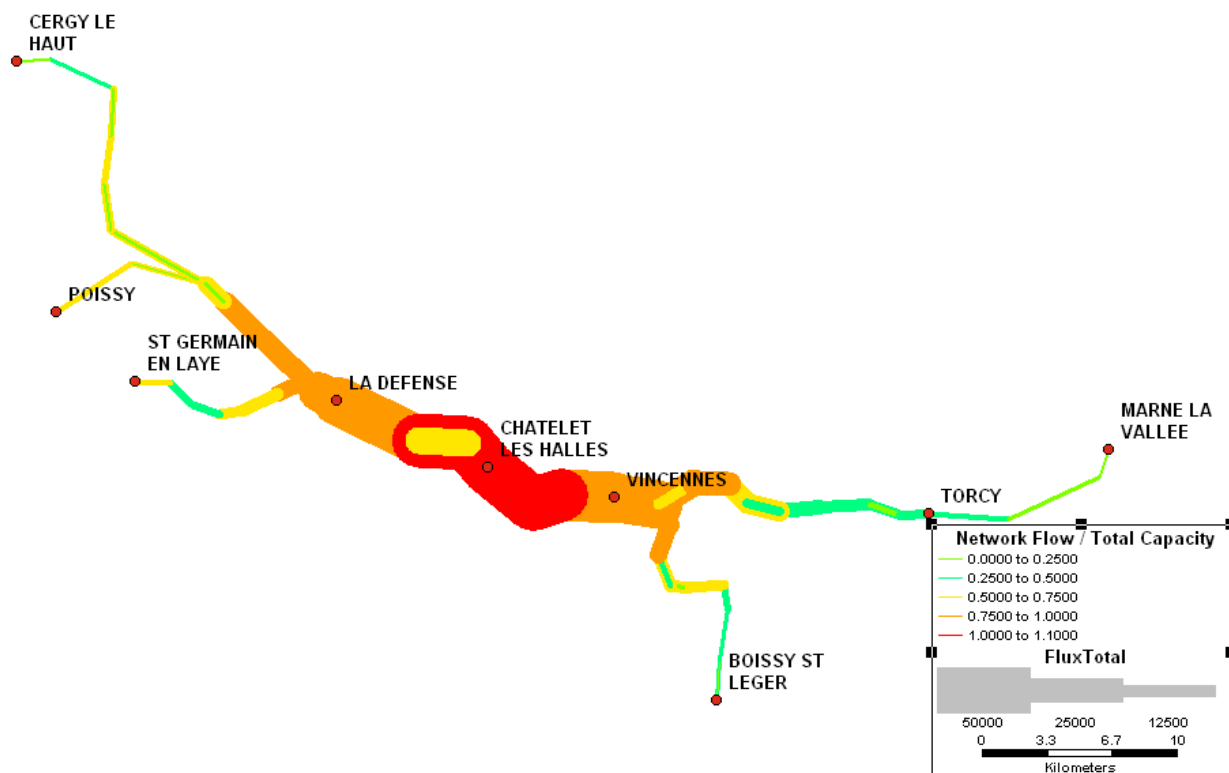 CERGY LE
HAUT
POISSY
ST GERMAIN
EN LAYE
LA DEFENSE
CHATELET
LES HALLES
VINCENNES
MARNE LA
VALLEE
TORCY
BOISSY ST
LEGER
Network Flow / Total Capacity
0.0000 to 0.2500
0.2500 to 0.5000
0.5000 to 0.7500
0.7500 to 1.0000
1.0000 to 1.1000
FluxTotal
50000 25000 12500
0 3.3 6.7 10
Kilometers